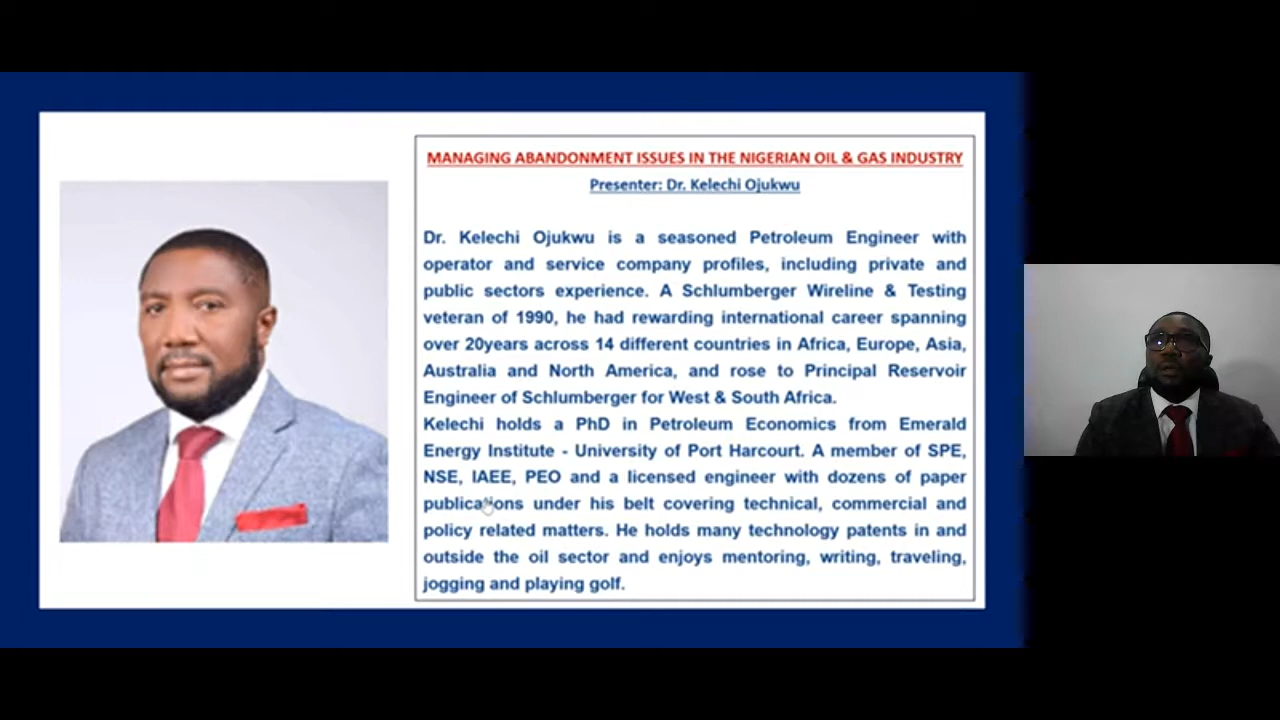 MANAGING ABANDONMENT ISSUES IN THE NIGERIAN OIL & GAS INDUSTRY
Presenter: Dr. Kelechi Ojukwu
Dr. Kelechi Ojukwu is a seasoned Petroleum Engineer with
operator and service company profiles, including private and
public sectors experience. A Schlumberger Wireline & Testing
veteran of 1990, he had rewarding international career spanning
over 20years across 14 different countries in Africa, Europe, Asia,
Australia and North America, and rose to Principal Reservoir
Engineer of Schlumberger for West & South Africa.
Kelechi holds a PhD in Petroleum Economics from Emerald
Energy Institute - University of Port Harcourt. A member of SPE,
NSE, IAEE, PEO and a licensed engineer with dozens of paper
publications under his belt covering technical, commercial and
policy related matters. He holds many technology patents in and
outside the oil sector and enjoys mentoring, writing, traveling,
jogging and playing golf.